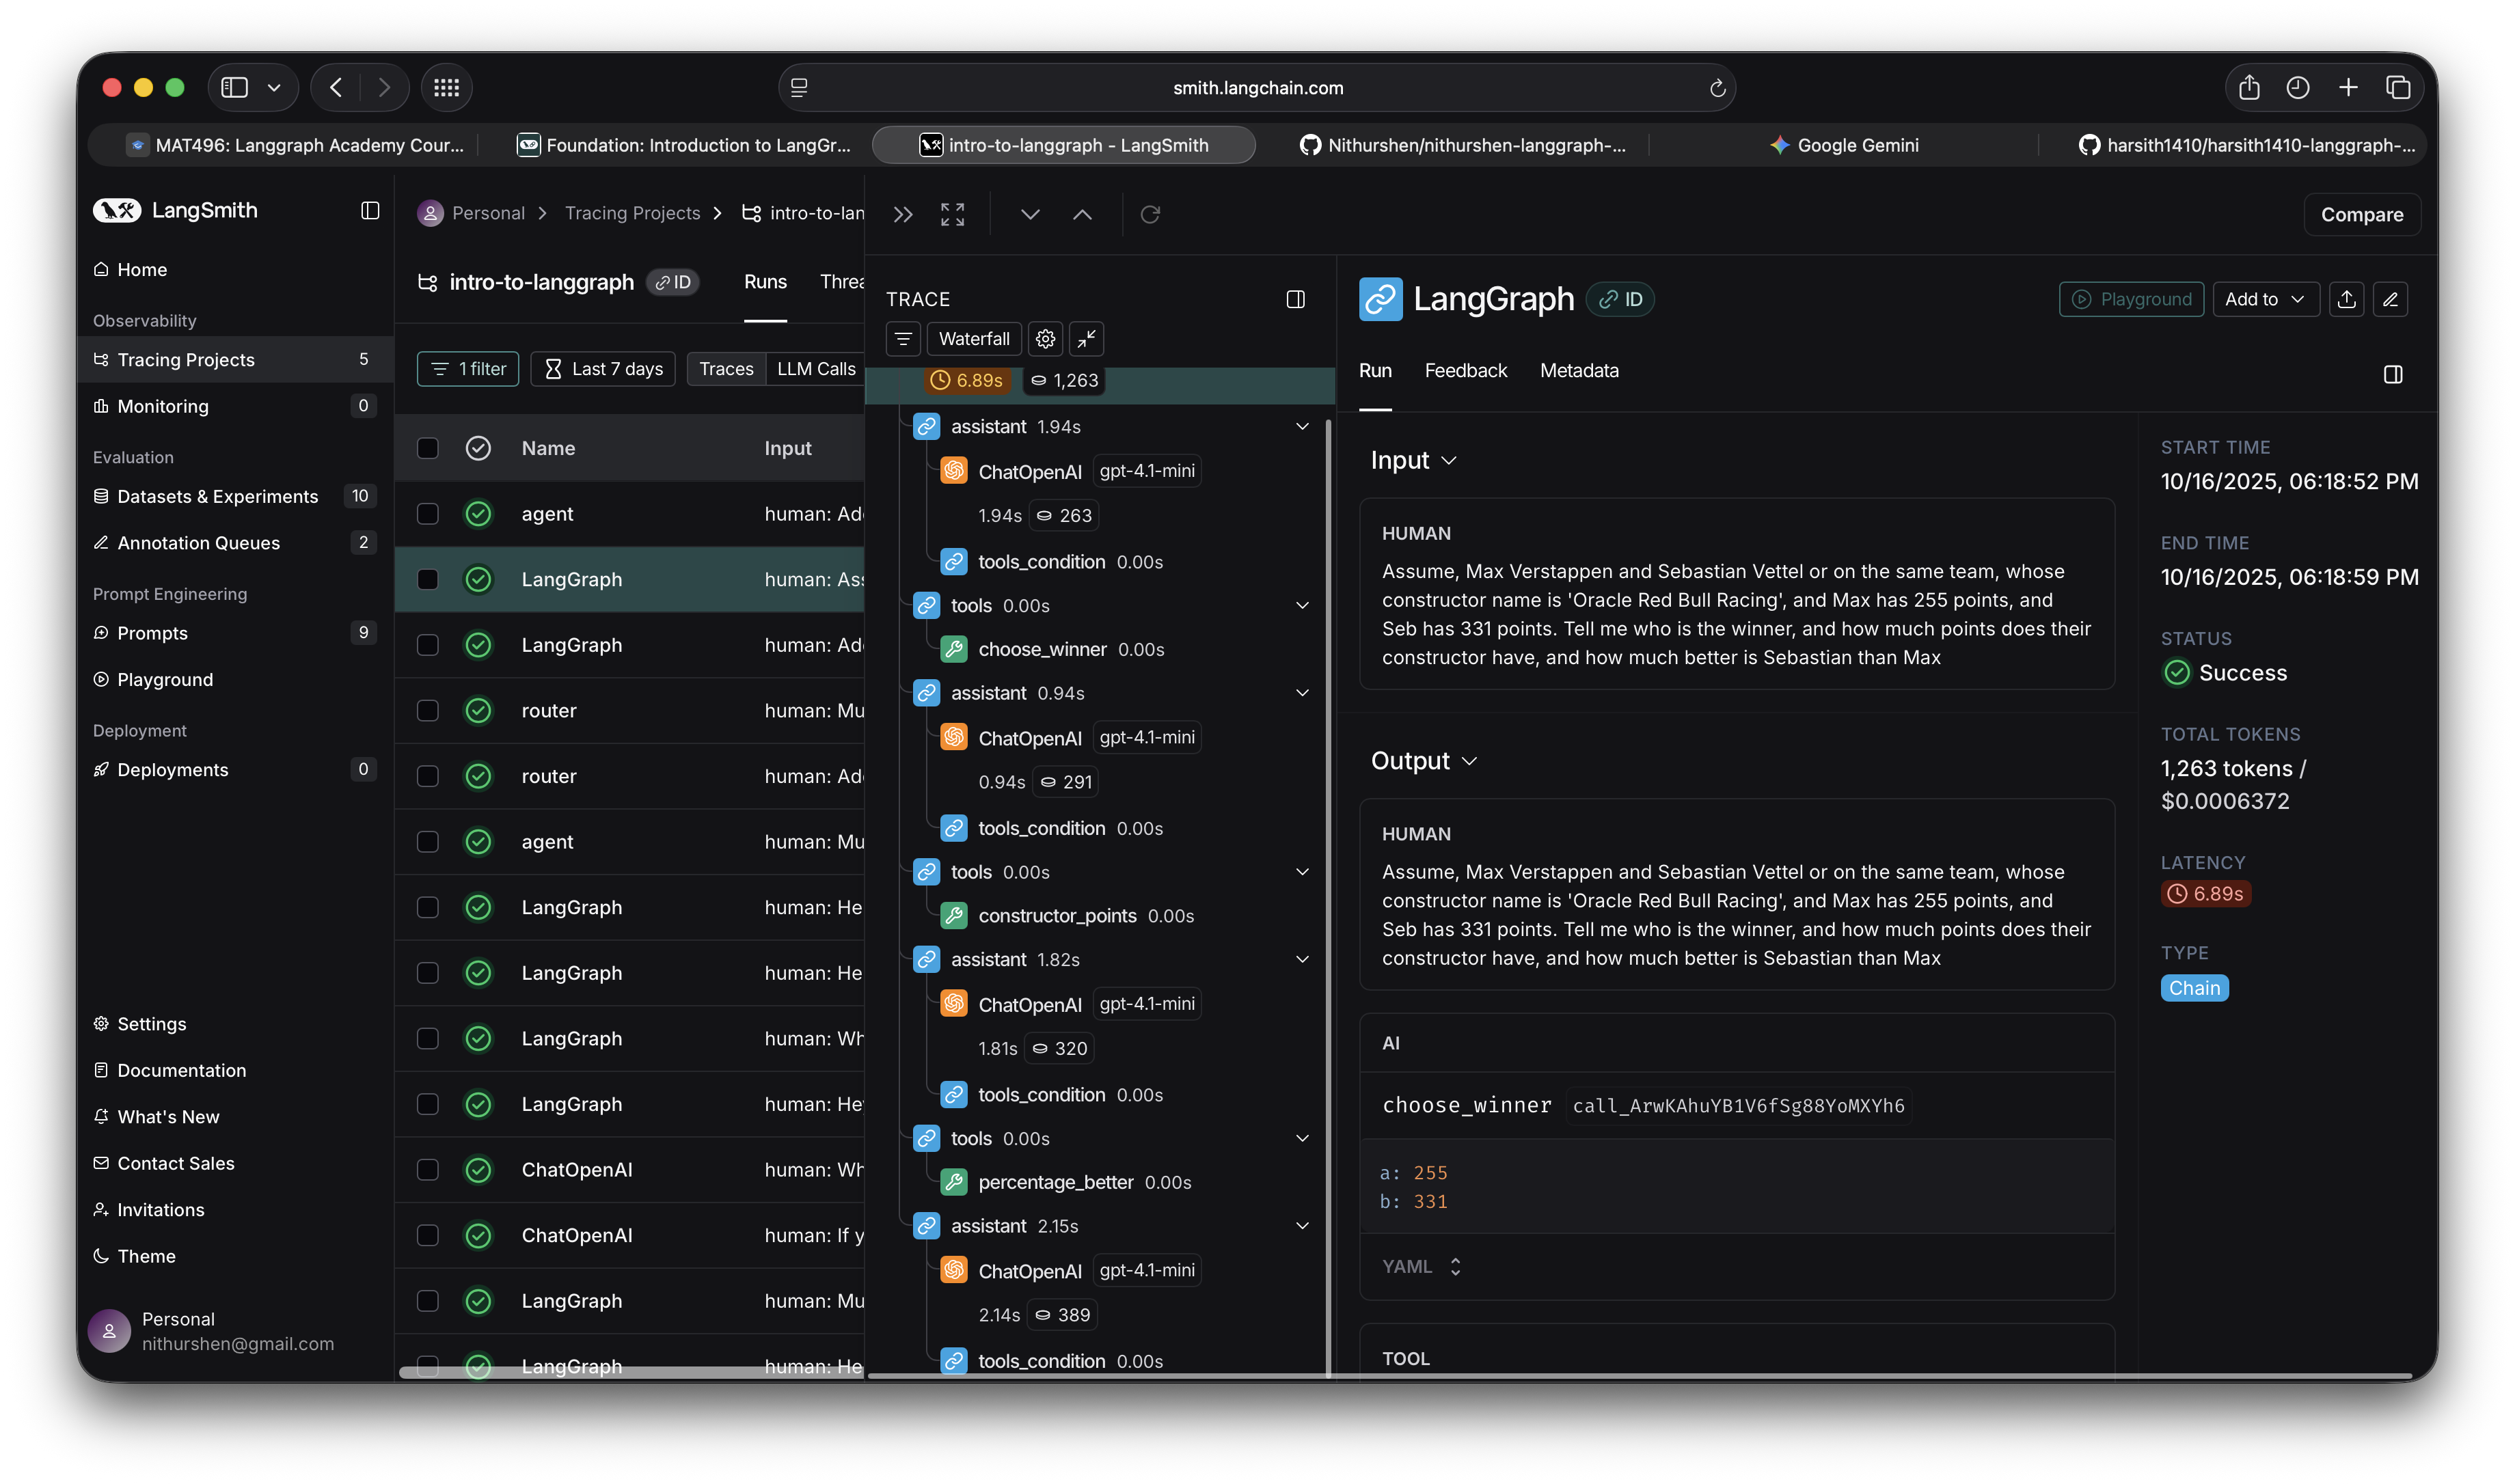 smith.langchain.com
MAT496: Langgraph Academy Cour...
Foundation: Introduction to LangGr...
intro-to-langgraph - LangSmith
Nithurshen/nithurshen-langgraph-...
Google Gemini
harsith1410/harsith1410-langgraph-...
LangSmith
Home
Observability
Tracing Projects 5
Monitoring 0
Evaluation
Datasets & Experiments 10
Annotation Queues 2
Prompt Engineering
Prompts 9
Playground
Deployment
Deployments 0
Settings
Documentation
What's New
Contact Sales
Invitations
Theme
Personal
nithurshen@gmail.com
Personal > Tracing Projects > intro-to-lan
intro-to-langgraph ID Runs Threa
1 filter Last 7 days Traces LLM Calls
Name Input
agent human: Ad
LangGraph human: Ass
LangGraph human: Ad
router human: Mu
router human: Ad
agent human: Mu
LangGraph human: He
LangGraph human: He
LangGraph human: Wh
LangGraph human: He
ChatOpenAI human: Wh
ChatOpenAI human: If y
LangGraph human: Mu
LangGraph human: He
Compare
TRACE
Waterfall
6.89s 1,263
assistant 1.94s
ChatOpenAI gpt-4.1-mini
1.94s 263
tools_condition 0.00s
tools 0.00s
choose_winner 0.00s
assistant 0.94s
ChatOpenAI gpt-4.1-mini
0.94s 291
tools_condition 0.00s
tools 0.00s
constructor_points 0.00s
assistant 1.82s
ChatOpenAI gpt-4.1-mini
1.81s 320
tools_condition 0.00s
tools 0.00s
percentage_better 0.00s
assistant 2.15s
ChatOpenAI gpt-4.1-mini
2.14s 389
tools_condition 0.00s
LangGraph ID
Playground Add to
Run Feedback Metadata
Input
HUMAN
Assume, Max Verstappen and Sebastian Vettel or on the same team, whose
constructor name is 'Oracle Red Bull Racing', and Max has 255 points, and
Seb has 331 points. Tell me who is the winner, and how much points does their
constructor have, and how much better is Sebastian than Max
Output
HUMAN
Assume, Max Verstappen and Sebastian Vettel or on the same team, whose
constructor name is 'Oracle Red Bull Racing', and Max has 255 points, and
Seb has 331 points. Tell me who is the winner, and how much points does their
constructor have, and how much better is Sebastian than Max
AI
choose_winner call_ArwKAhuYB1V6fSg88YoMXYh6
a: 255
b: 331
YAML
TOOL
START TIME
10/16/2025, 06:18:52 PM
END TIME
10/16/2025, 06:18:59 PM
STATUS
Success
TOTAL TOKENS
1,263 tokens /
$0.0006372
LATENCY
6.89s
TYPE
Chain